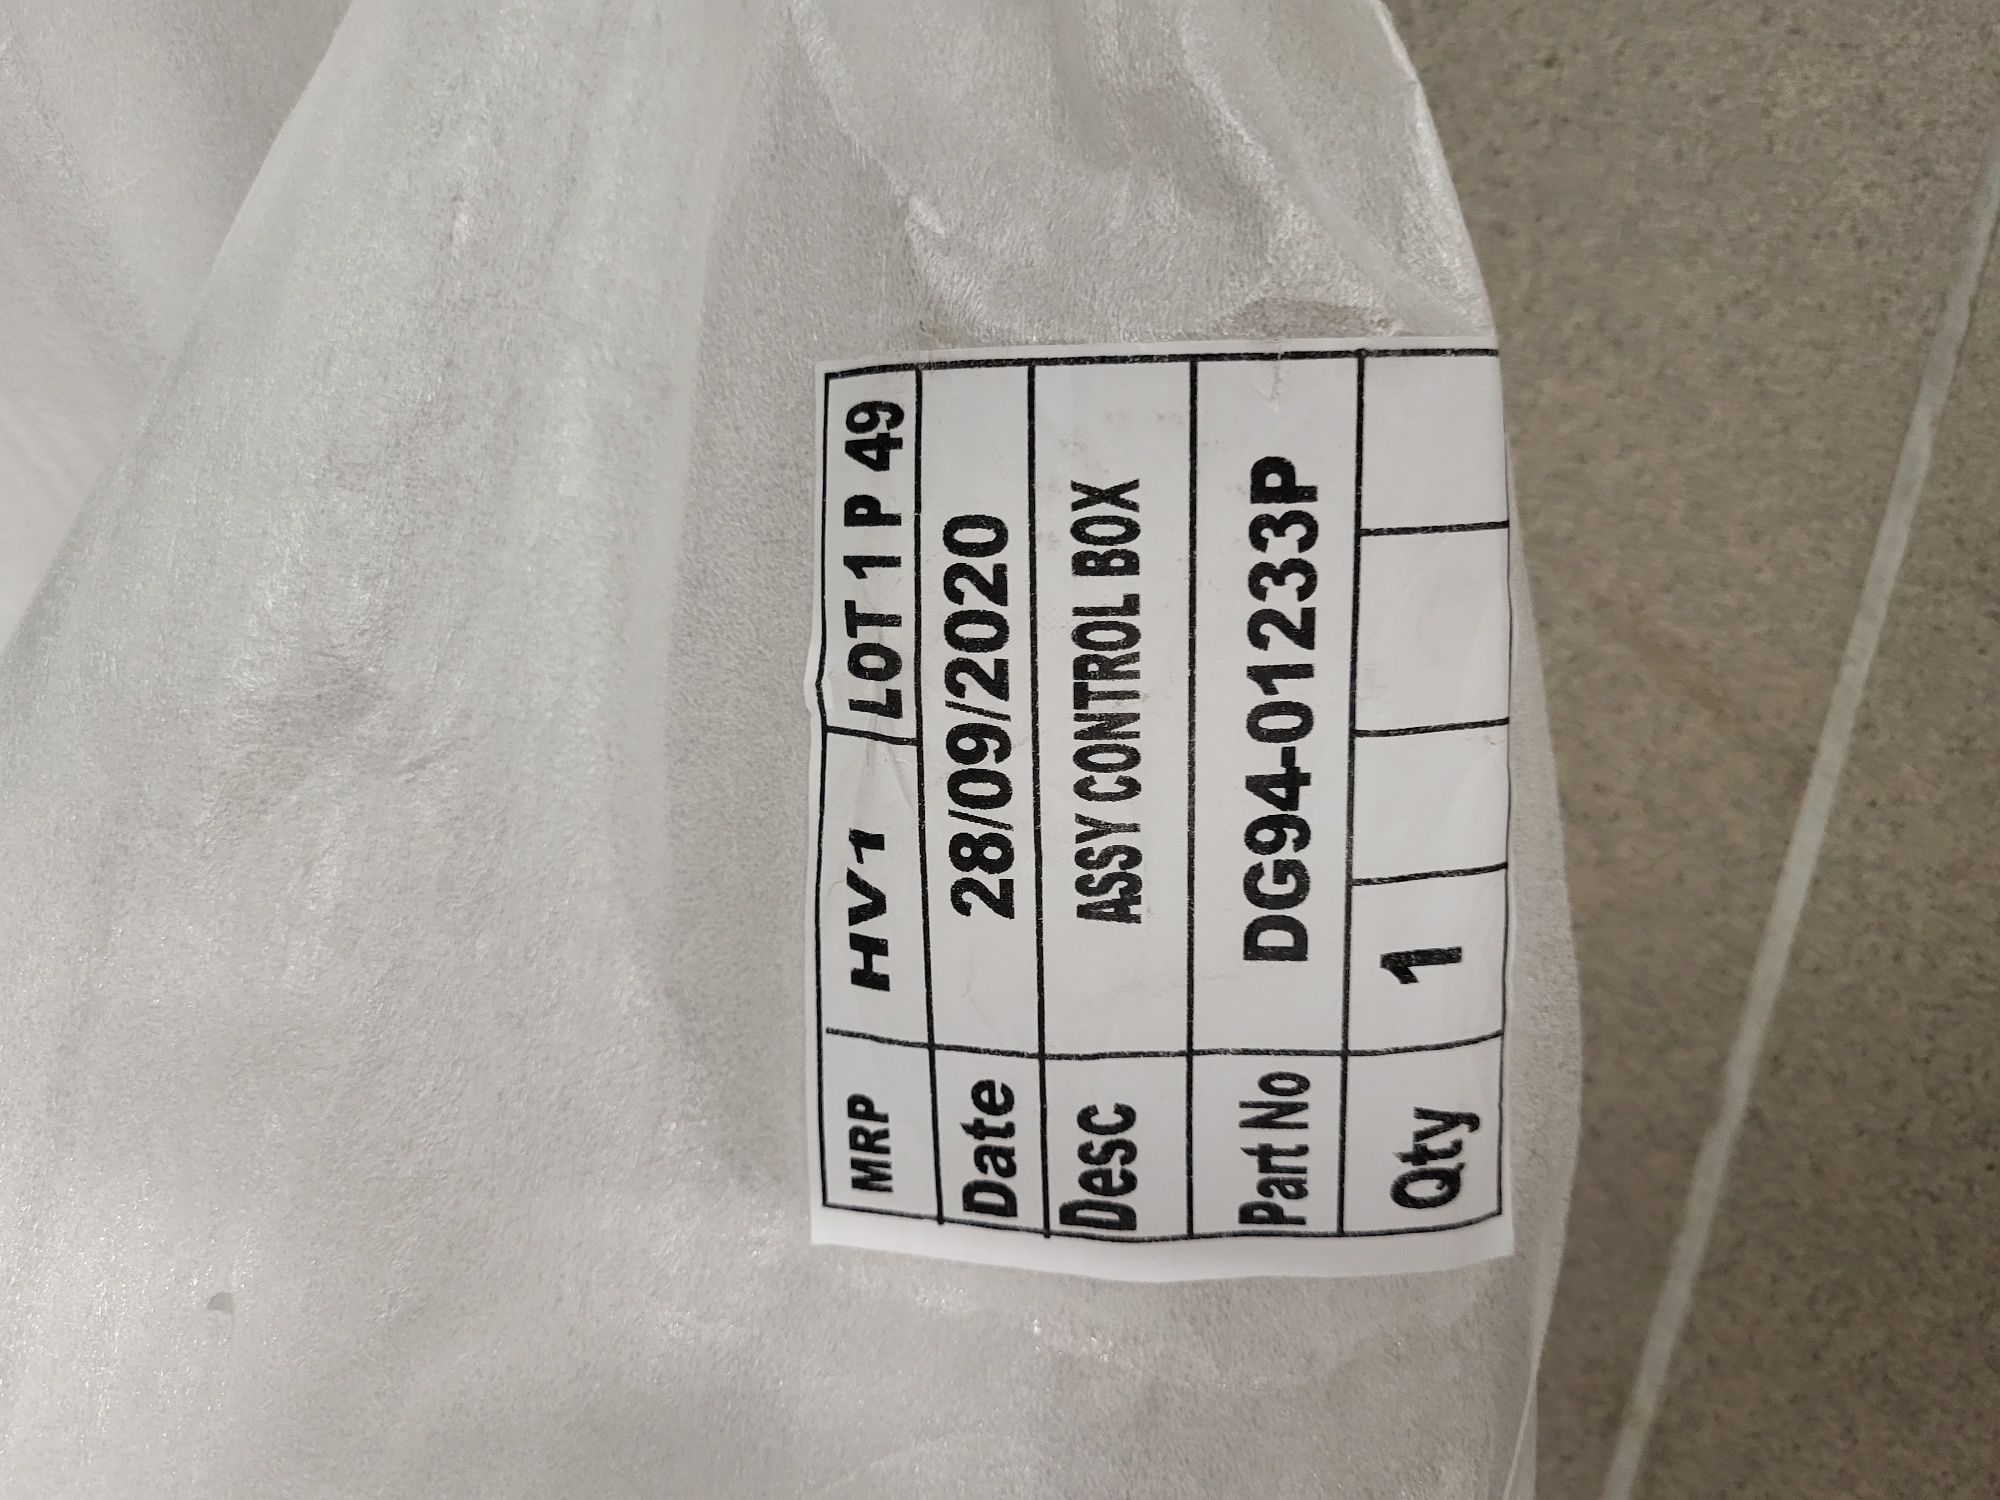 MRP HV1 LOT 1 P 49
Date 28/09/2020
Desc ASSY CONTROL BOX
Part No DG94-01233P
Qty 1